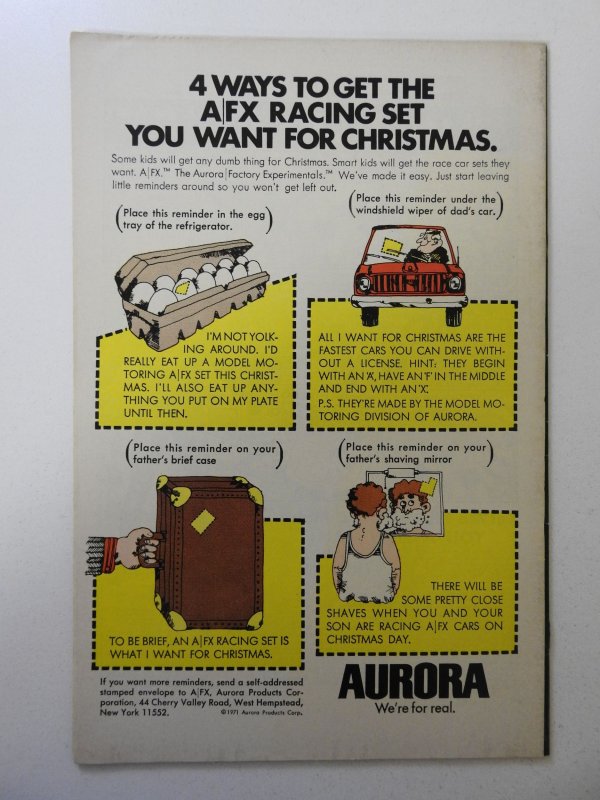 4 WAYS TO GET THE
A|FX RACING SET
YOU WANT FOR CHRISTMAS.
Some kids will get any dumb thing for Christmas. Smart kids will get the race car sets they
want. A|FX.™ The Aurora|Factory Experimentals.™ We've made it easy. Just start leaving
little reminders around so you won't get left out.
(Place this reminder in the egg
tray of the refrigerator.)
(Place this reminder under the
windshield wiper of dad's car.)
I'M NOT YOLK-
ING AROUND. I'D
REALLY EAT UP A MODEL MO-
TORING A|FX SET THIS CHRIST-
MAS. I'LL ALSO EAT UP ANY-
THING YOU PUT ON MY PLATE
UNTIL THEN.
ALL I WANT FOR CHRISTMAS ARE THE
FASTEST CARS YOU CAN DRIVE WITH-
OUT A LICENSE. HINT: THEY BEGIN
WITH AN 'A', HAVE AN 'F' IN THE MIDDLE
AND END WITH AN 'X'.
P.S. THEY'RE MADE BY THE MODEL MO-
TORING DIVISION OF AURORA.
(Place this reminder on your
father's brief case)
(Place this reminder on your
father's shaving mirror)
TO BE BRIEF, AN A|FX RACING SET IS
WHAT I WANT FOR CHRISTMAS.
THERE WILL BE
SOME PRETTY CLOSE
SHAVES WHEN YOU AND YOUR
SON ARE RACING A|FX CARS ON
CHRISTMAS DAY.
If you want more reminders, send a self-addressed
stamped envelope to A|FX, Aurora Products Cor-
poration, 44 Cherry Valley Road, West Hempstead,
New York 11552.
©1971 Aurora Products Corp.
AURORA
We're for real.